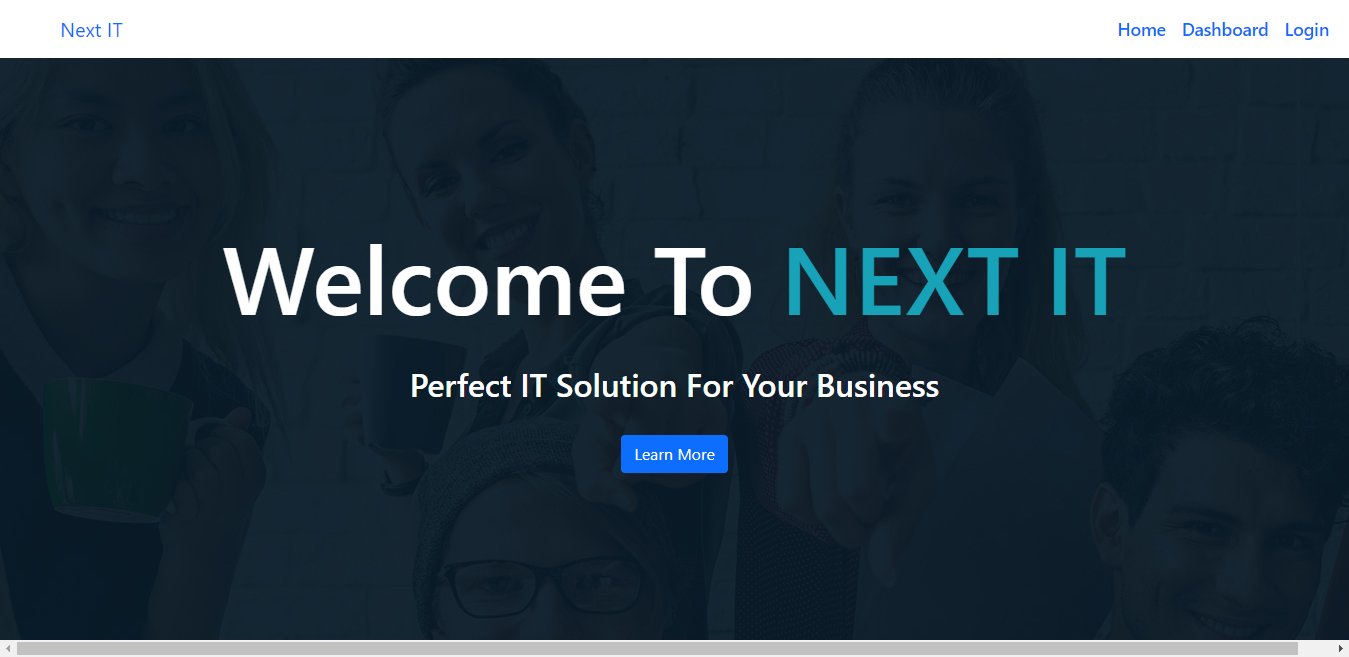 Next IT
Home Dashboard Login
Welcome To NEXT IT
Perfect IT Solution For Your Business
Learn More